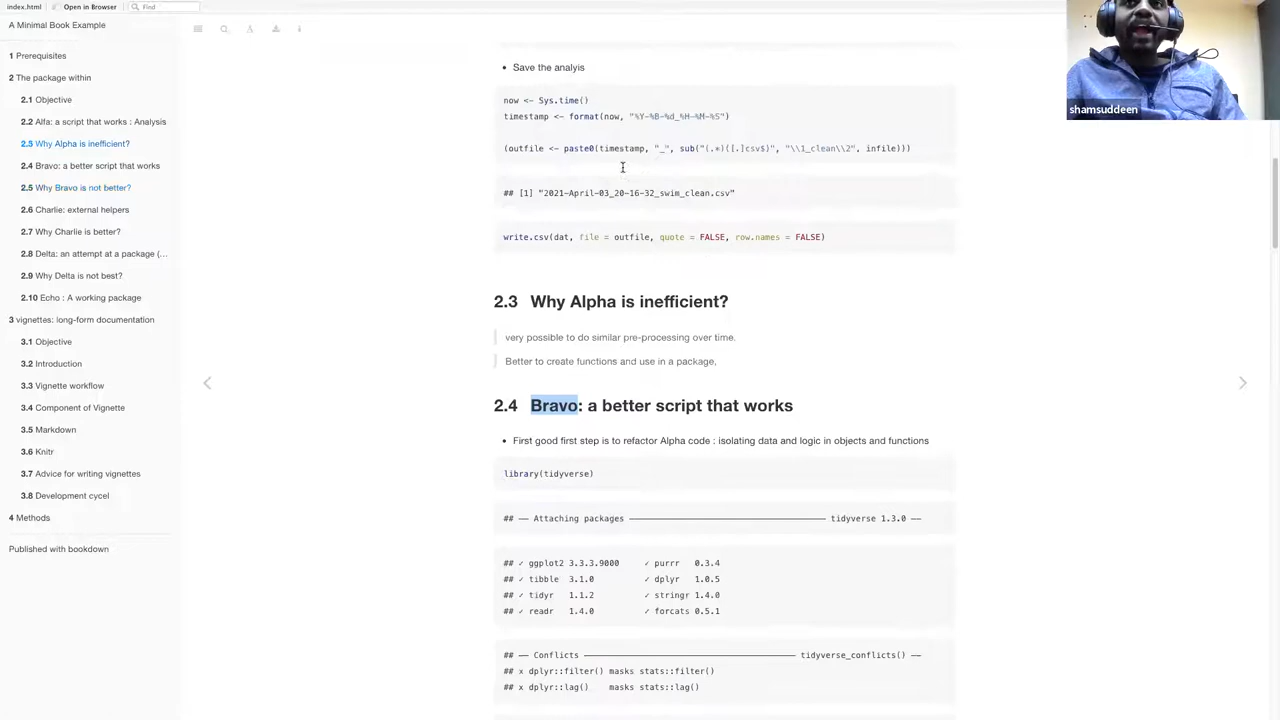 index.html
Open in Browser
Find
A Minimal Book Example
1 Prerequisites
2 The package within
2.1 Objective
2.2 Alfa: a script that works : Analysis
2.3 Why Alpha is inefficient?
2.4 Bravo: a better script that works
2.5 Why Bravo is not better?
2.6 Charlie: external helpers
2.7 Why Charlie is better?
2.8 Delta: an attempt at a package (...
2.9 Why Delta is not best?
2.10 Echo : A working package
3 vignettes: long-form documentation
3.1 Objective
3.2 Introduction
3.3 Vignette workflow
3.4 Component of Vignette
3.5 Markdown
3.6 Knitr
3.7 Advice for writing vignettes
3.8 Development cycel
4 Methods
Published with bookdown
• Save the analyis
now <- Sys.time()
timestamp <- format(now, "%Y-%B-%d_%H-%M-%S")
(outfile <- paste0(timestamp, "_", sub("(.*)([.]csv$)", "\\1_clean\\2", infile)))
## [1] "2021-April-03_20-16-32_swim_clean.csv"
write.csv(dat, file = outfile, quote = FALSE, row.names = FALSE)
2.3 Why Alpha is inefficient?
very possible to do similar pre-processing over time.
Better to create functions and use in a package,
2.4 Bravo: a better script that works
• First good first step is to refactor Alpha code : isolating data and logic in objects and functions
library(tidyverse)
## ── Attaching packages ─────────────────────────────────────── tidyverse 1.3.0 ──
## ✓ ggplot2 3.3.3.9000 ✓ purrr 0.3.4
## ✓ tibble 3.1.0 ✓ dplyr 1.0.5
## ✓ tidyr 1.1.2 ✓ stringr 1.4.0
## ✓ readr 1.4.0 ✓ forcats 0.5.1
## ── Conflicts ────────────────────────────────────────── tidyverse_conflicts() ──
## x dplyr::filter() masks stats::filter()
## x dplyr::lag() masks stats::lag()
shamsuddeen